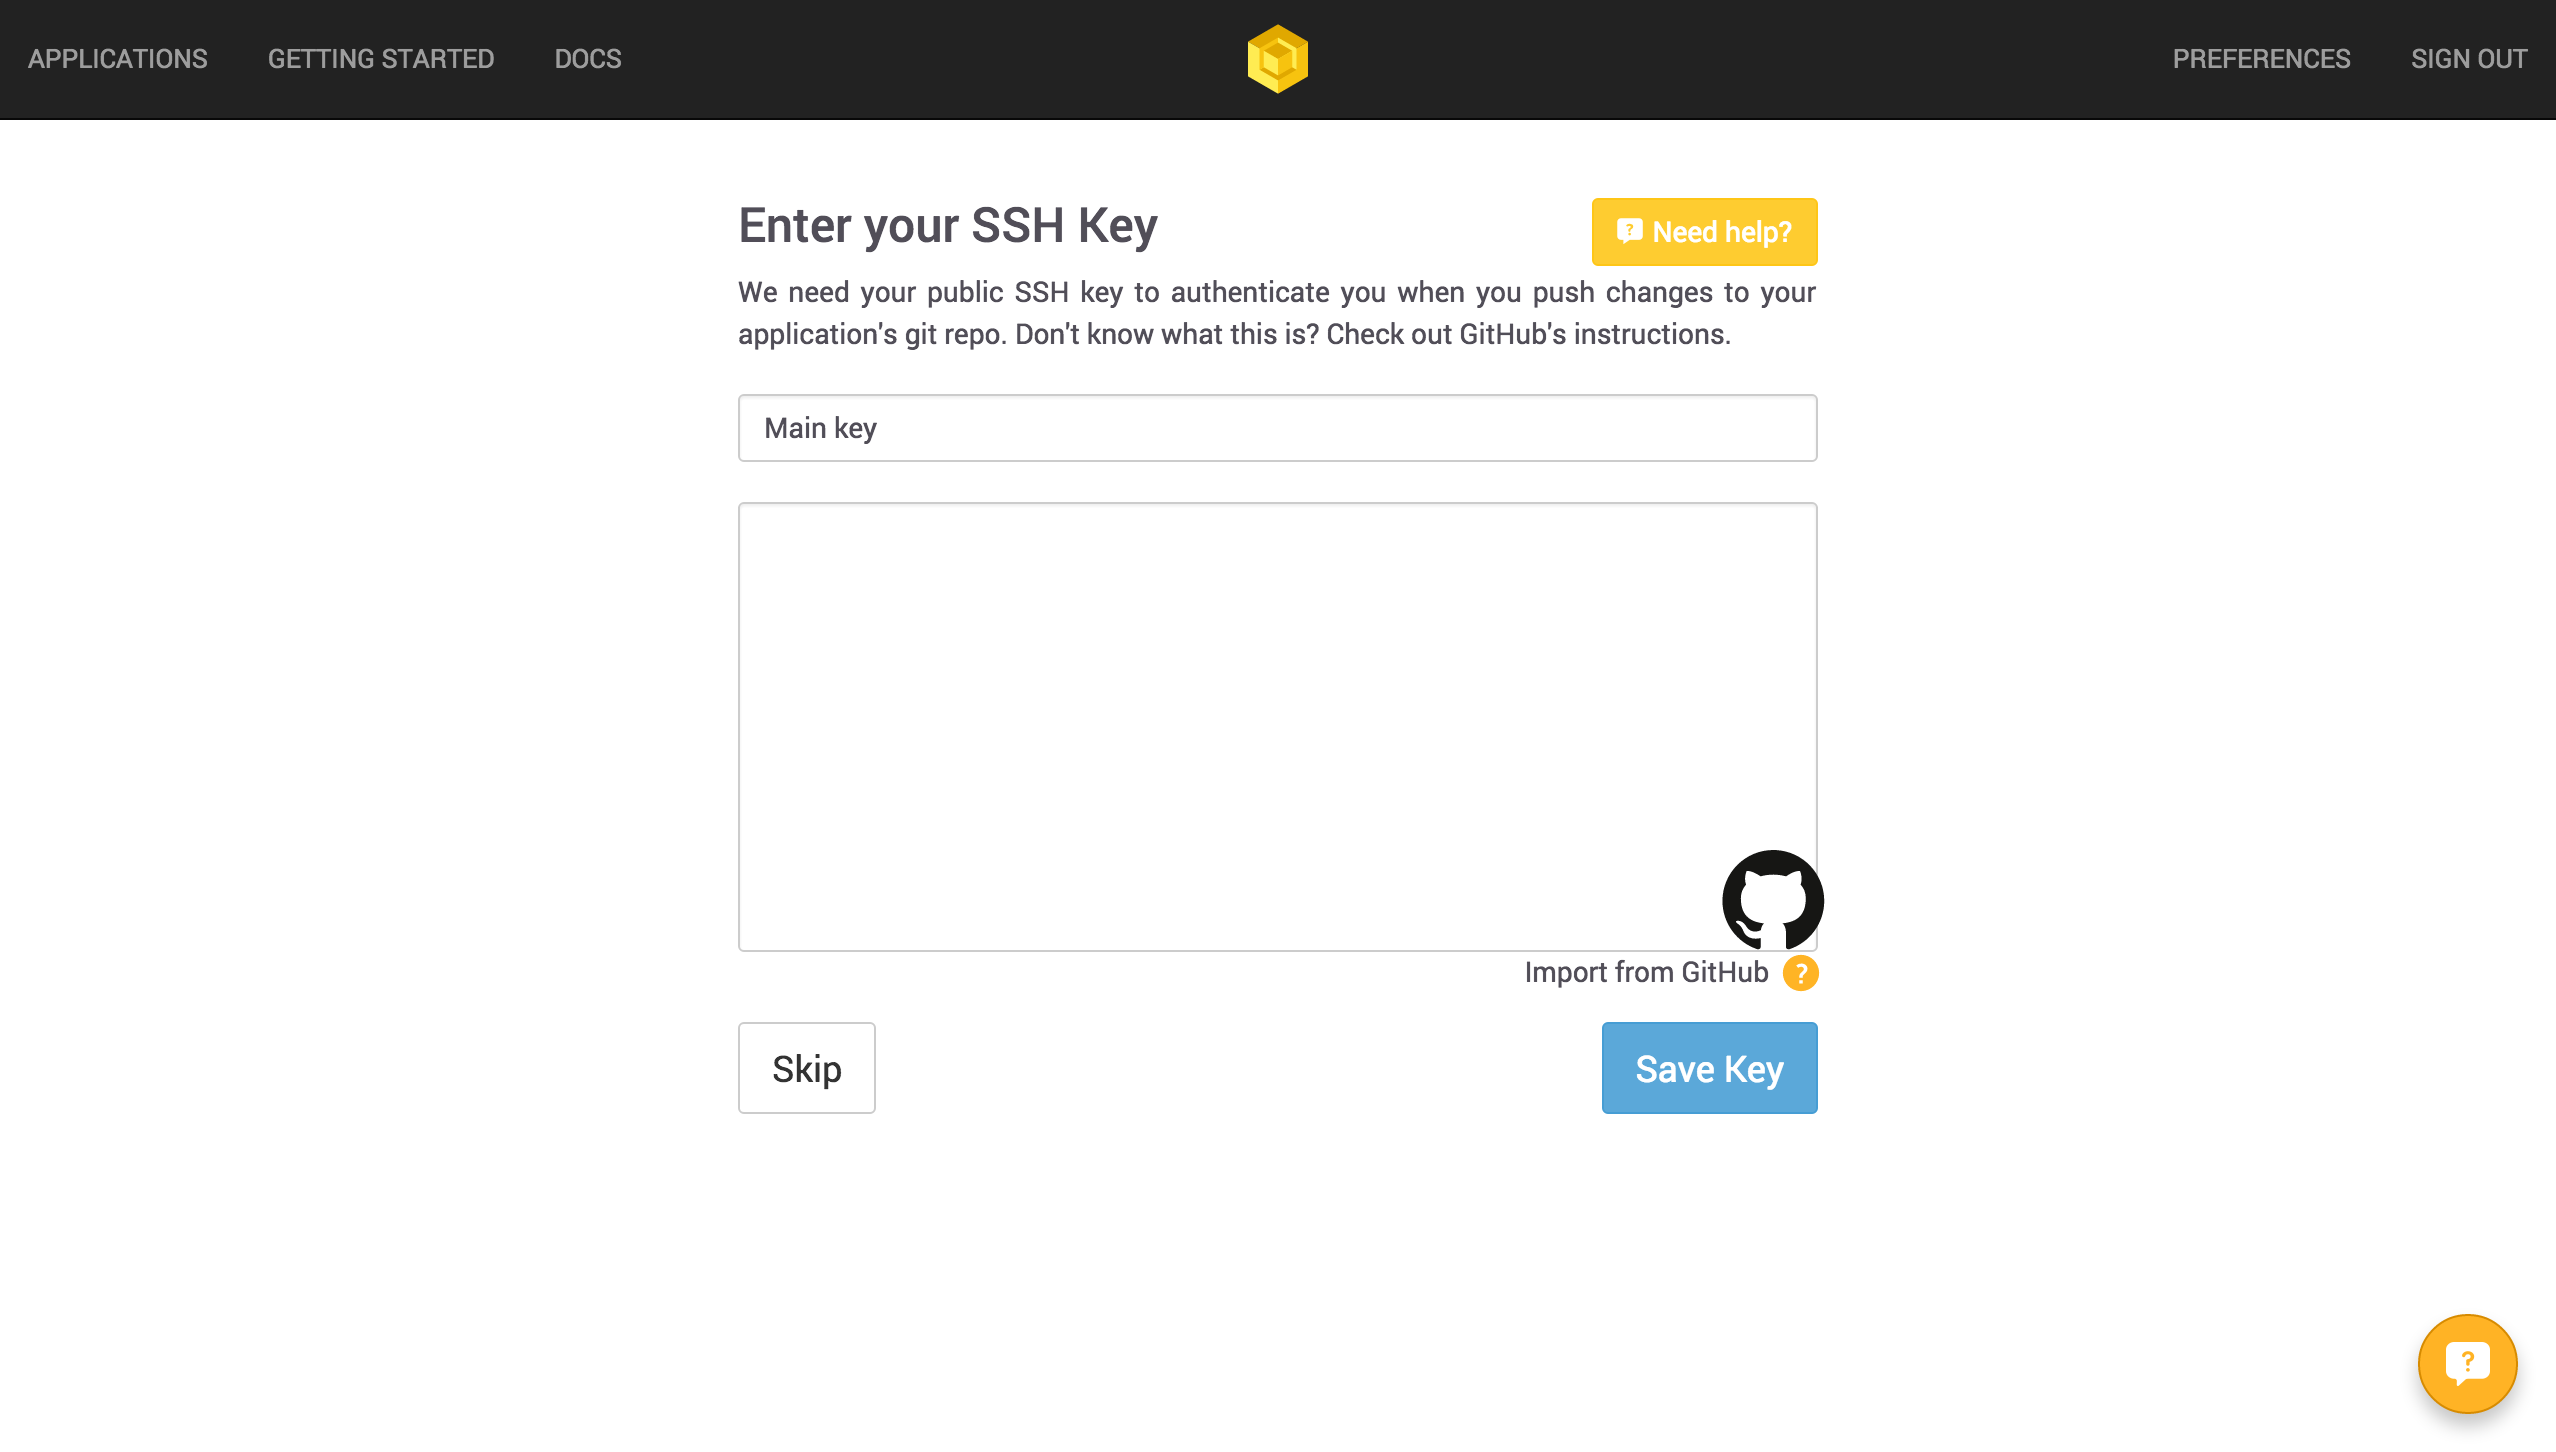 APPLICATIONS GETTING STARTED DOCS PREFERENCES SIGN OUT
Enter your SSH Key
? Need help?
We need your public SSH key to authenticate you when you push changes to your
application's git repo. Don't know what this is? Check out GitHub's instructions.
Main key
Import from GitHub ?
Skip
Save Key
?